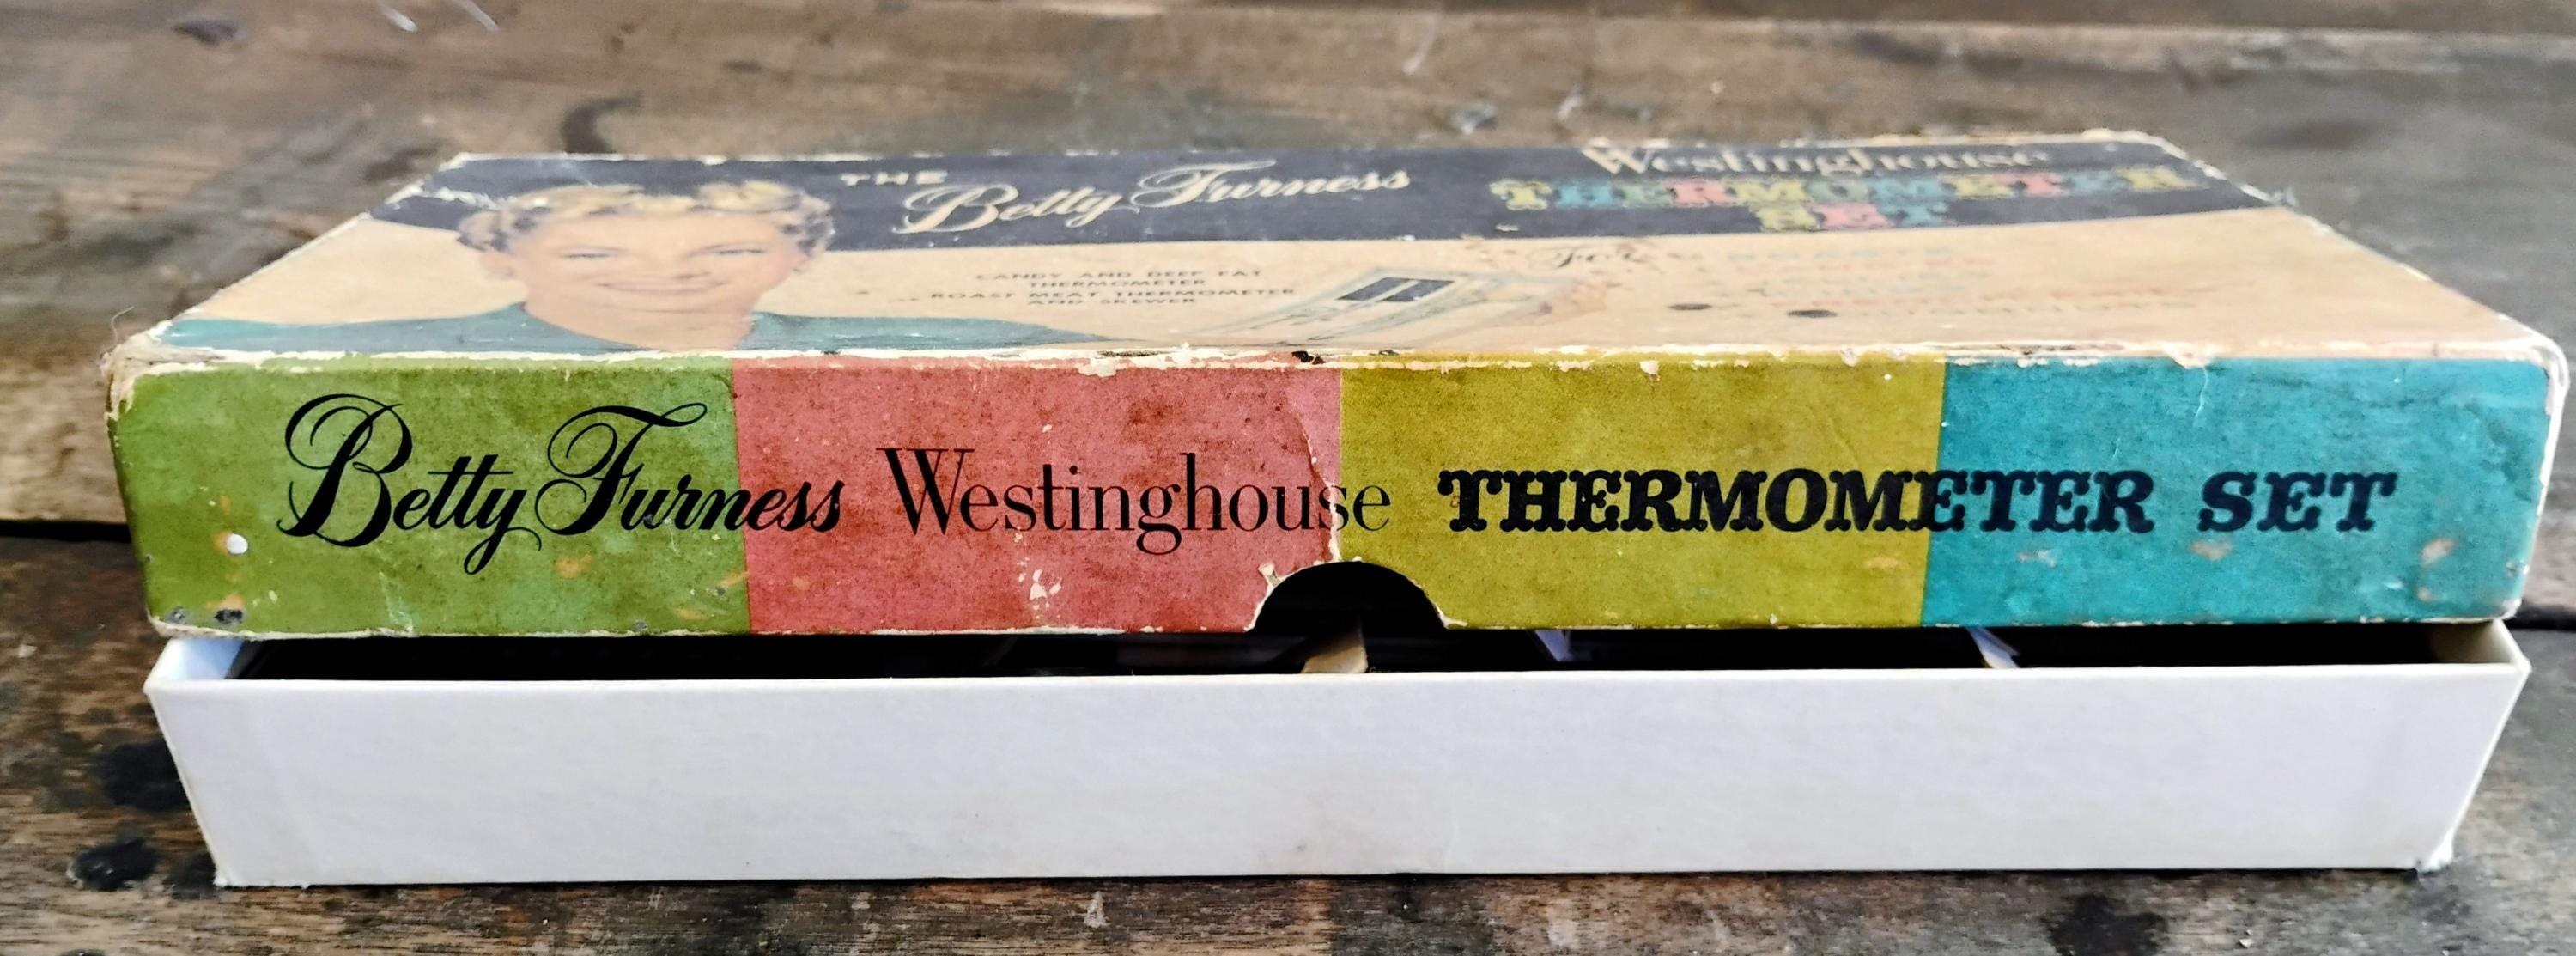 THE
Betty Furness
Westinghouse
THERMOMETER
SET
CANDY AND DEEP FAT
THERMOMETER
ROAST MEAT THERMOMETER
AND SKEWER
Betty Furness Westinghouse THERMOMETER SET